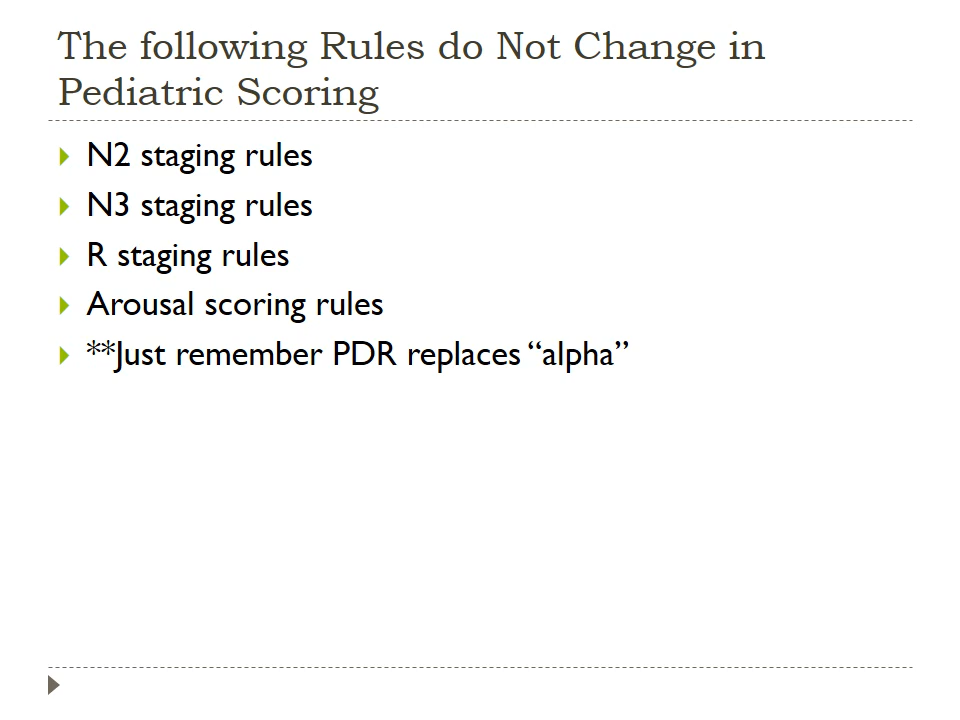 The following Rules do Not Change in
Pediatric Scoring
N2 staging rules
N3 staging rules
R staging rules
Arousal scoring rules
**Just remember PDR replaces “alpha”